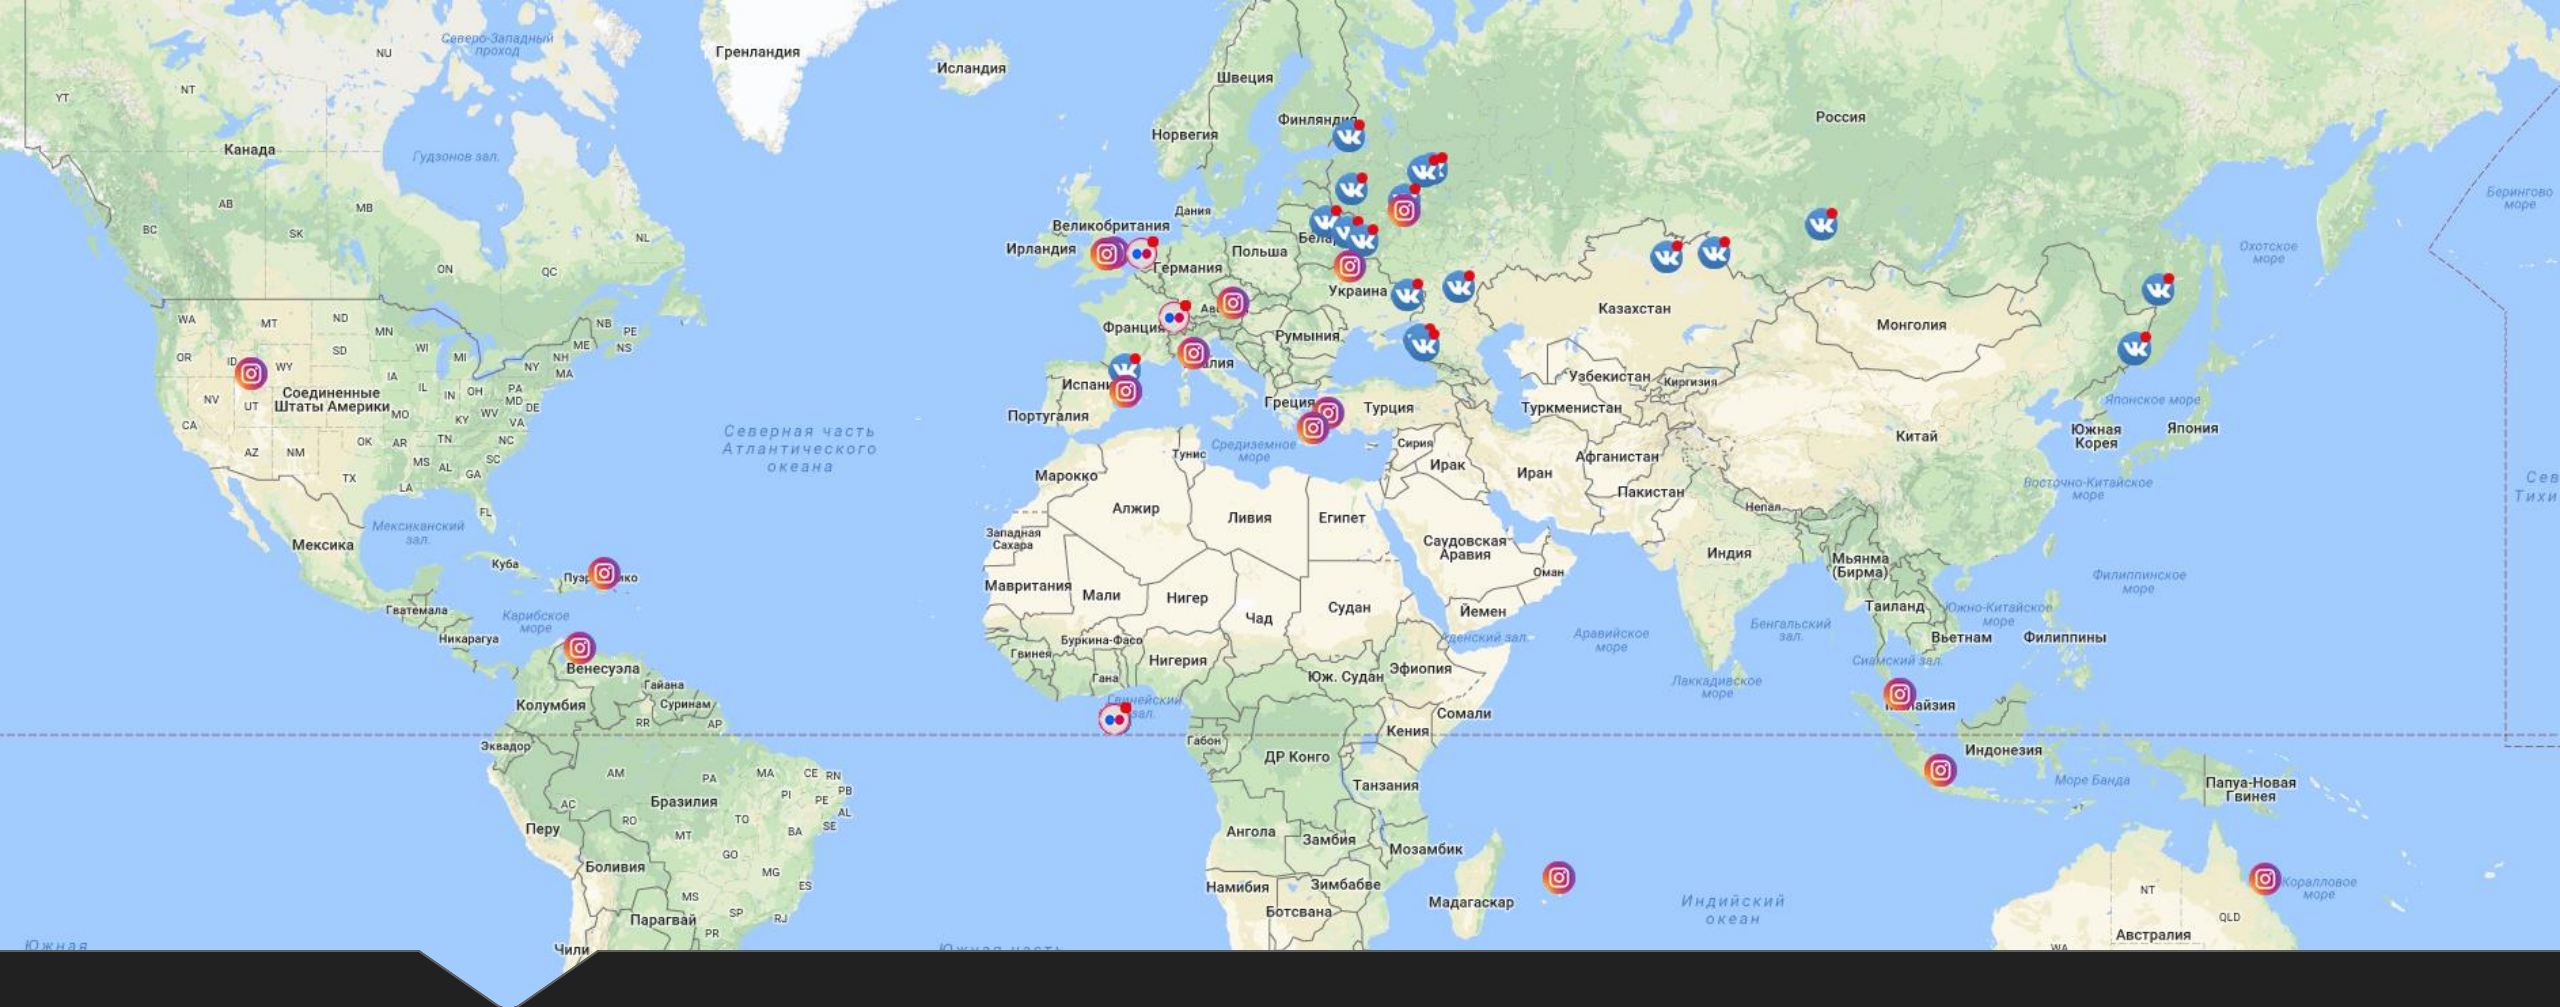 Северо-Западный
проход
NU
Гренландия
Исландия
Швеция
NT
YT
Россия
Финляндия
Норвегия
Канада
Гудзонов зал.
Берингово
море
AB
MB
Дания
BC
SK
Великобритания
NL
Ирландия
Польша
Охотское
море
ON
QC
Германия
Украина
Казахстан
WA
MT
ND
MN
NB
PE
NS
ME
Франция
Румыния
Монголия
OR
ID
WY
SD
WI
MI
NH
MA
NY
IA
Узбекистан
Киргизия
Соединенные
Штаты Америки
NV
UT
IL
IN
OH
PA
MD
DE
MO
KY
WV
VA
Греция
Турция
Туркменистан
Японское море
Португалия
CA
AZ
NM
OK
AR
TN
NC
Северная часть
Атлантического
океана
Средиземное
море
Сирия
Китай
Южная
Корея
Япония
MS
AL
GA
SC
Тунис
Ирак
Иран
Афганистан
TX
LA
Марокко
Пакистан
Восточно-Китайское
море
FL
Алжир
Ливия
Египет
Непал
Мексиканский
зал.
Мексика
Западная
Сахара
Саудовская
Аравия
Индия
Мьянма
(Бирма)
Куба
Оман
Филиппинское
море
Мавритания
Мали
Нигер
Чад
Судан
Йемен
Таиланд
Южно-Китайское
море
Гватемала
Карибское
море
Никарагуа
Буркина-Фасо
Аденский зал.
Аравийское
море
Бенгальский
зал.
Вьетнам
Филиппины
Гвинея
Нигерия
Эфиопия
Сиамский зал.
Венесуэла
Гайана
Гана
Юж. Судан
Лаккадивское
море
Колумбия
Суринам
Сомали
RR
AP
Эквадор
Габон
Кения
Индонезия
ДР Конго
AM
PA
MA
CE
RN
Танзания
Море Банда
Папуа-Новая
Гвинея
AC
Бразилия
PI
PE
PB
AL
Перу
RO
MT
TO
BA
SE
Ангола
Замбия
Мозамбик
GO
Боливия
MG
ES
Намибия
Зимбабве
Мадагаскар
Индийский
океан
Коралловое
море
NT
QLD
MS
SP
RJ
Ботсвана
Парагвай
PR
Австралия
Чили